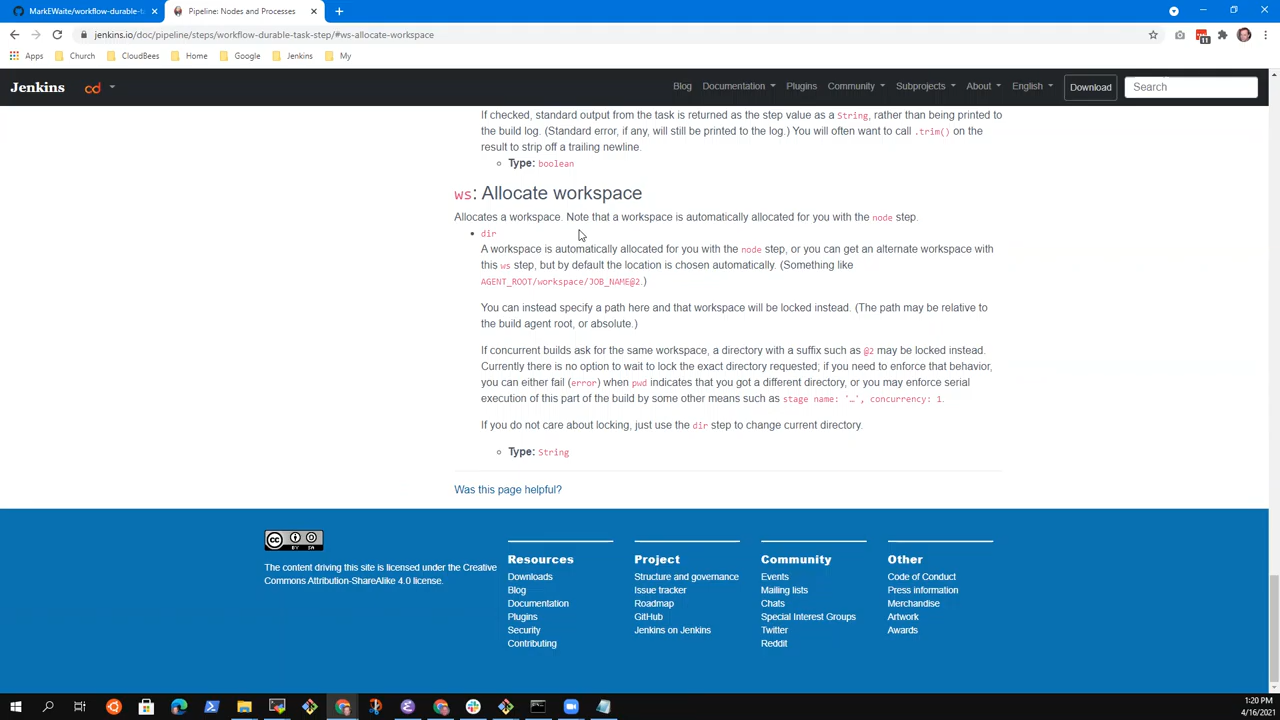 MarkEWaite/workflow-durable-ta
Pipeline: Nodes and Processes
jenkins.io/doc/pipeline/steps/workflow-durable-task-step/#ws-allocate-workspace
11
Apps
Church
CloudBees
Home
Google
Jenkins
My
Jenkins
cd
Blog
Documentation
Plugins
Community
Subprojects
About
English
Download
Search
If checked, standard output from the task is returned as the step value as a String, rather than being printed to
the build log. (Standard error, if any, will still be printed to the log.) You will often want to call .trim() on the
result to strip off a trailing newline.
Type: boolean
ws: Allocate workspace
Allocates a workspace. Note that a workspace is automatically allocated for you with the node step.
dir
A workspace is automatically allocated for you with the node step, or you can get an alternate workspace with
this ws step, but by default the location is chosen automatically. (Something like
AGENT_ROOT/workspace/JOB_NAME@2.)
You can instead specify a path here and that workspace will be locked instead. (The path may be relative to
the build agent root, or absolute.)
If concurrent builds ask for the same workspace, a directory with a suffix such as @2 may be locked instead.
Currently there is no option to wait to lock the exact directory requested; if you need to enforce that behavior,
you can either fail (error) when pwd indicates that you got a different directory, or you may enforce serial
execution of this part of the build by some other means such as stage name: '…', concurrency: 1.
If you do not care about locking, just use the dir step to change current directory.
Type: String
Was this page helpful?
cc
BY SA
The content driving this site is licensed under the Creative
Commons Attribution-ShareAlike 4.0 license.
Resources
Downloads
Blog
Documentation
Plugins
Security
Contributing
Project
Structure and governance
Issue tracker
Roadmap
GitHub
Jenkins on Jenkins
Community
Events
Mailing lists
Chats
Special Interest Groups
Twitter
Reddit
Other
Code of Conduct
Press information
Merchandise
Artwork
Awards
1:20 PM
4/16/2021